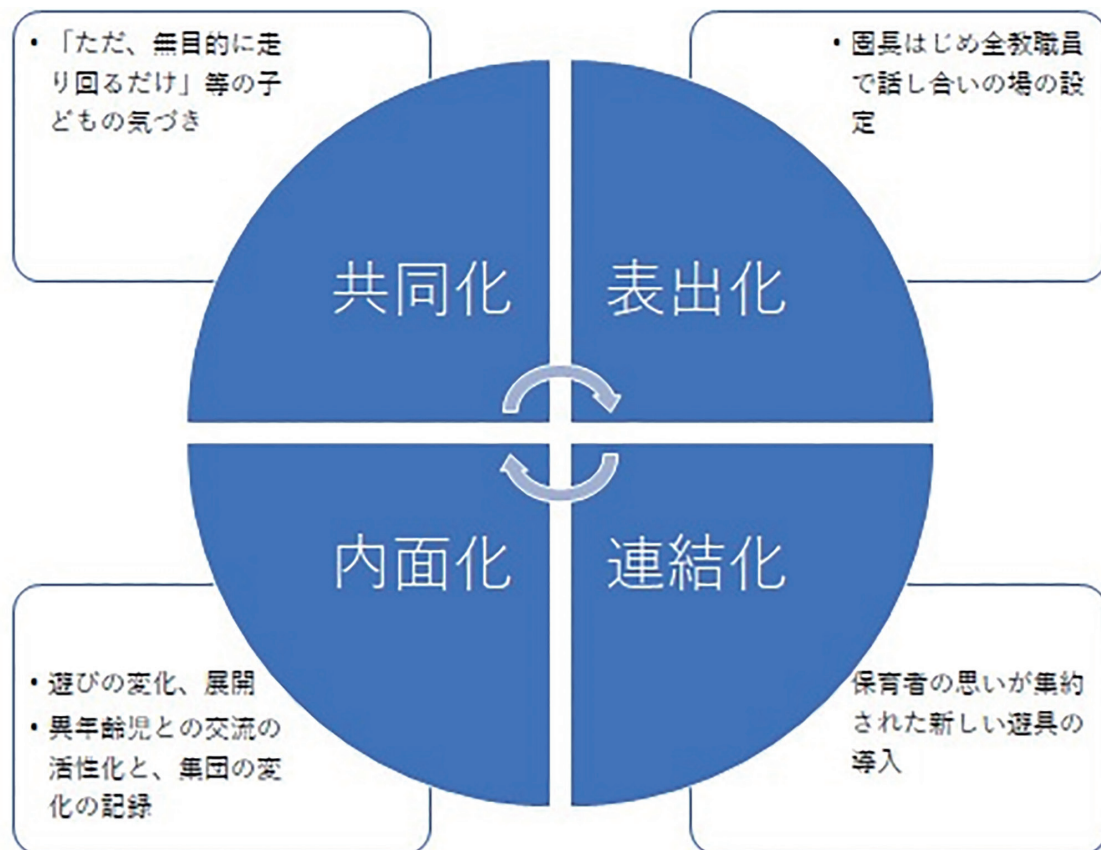 • 「ただ、無目的に走
り回るだけ」等の子
どもの気づき
• 園長はじめ全教職員
で話し合いの場の設
定
共同化
表出化
内面化
連結化
• 遊びの変化、展開
• 異年齢児との交流の
活性化と、集団の変
化の記録
保育者の思いが集約
された新しい遊具の
導入